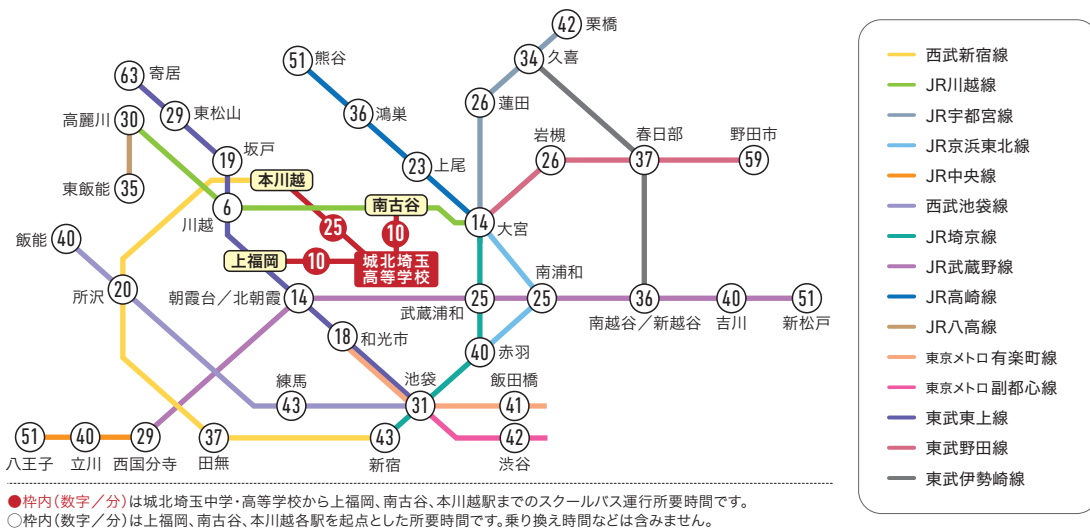 42 栗橋
34 久喜
51 熊谷
63 寄居
26 蓮田
36 鴻巣
29 東松山
高麗川 30
岩槻 26
春日部 37
野田市 59
19 坂戸
23 上尾
東飯能 35
本川越
南古谷
6 川越
25
10
14 大宮
飯能 40
上福岡
10
城北埼玉
高等学校
南浦和 25
所沢 20
朝霞台/北朝霞 14
武蔵浦和 25
36 南越谷/新越谷
40 吉川
51 新松戸
18 和光市
40 赤羽
練馬 43
池袋 31
飯田橋 41
51 八王子
40 立川
29 西国分寺
37 田無
43 新宿
42 渋谷
西武新宿線
JR川越線
JR宇都宮線
JR京浜東北線
JR中央線
西武池袋線
JR埼京線
JR武蔵野線
JR高崎線
JR八高線
東京メトロ 有楽町線
東京メトロ 副都心線
東武東上線
東武野田線
東武伊勢崎線
●枠内(数字/分)は城北埼玉中学・高等学校から上福岡、南古谷、本川越駅までのスクールバス運行所要時間です。
○枠内(数字/分)は上福岡、南古谷、本川越各駅を起点とした所要時間です。乗り換え時間などは含みません。